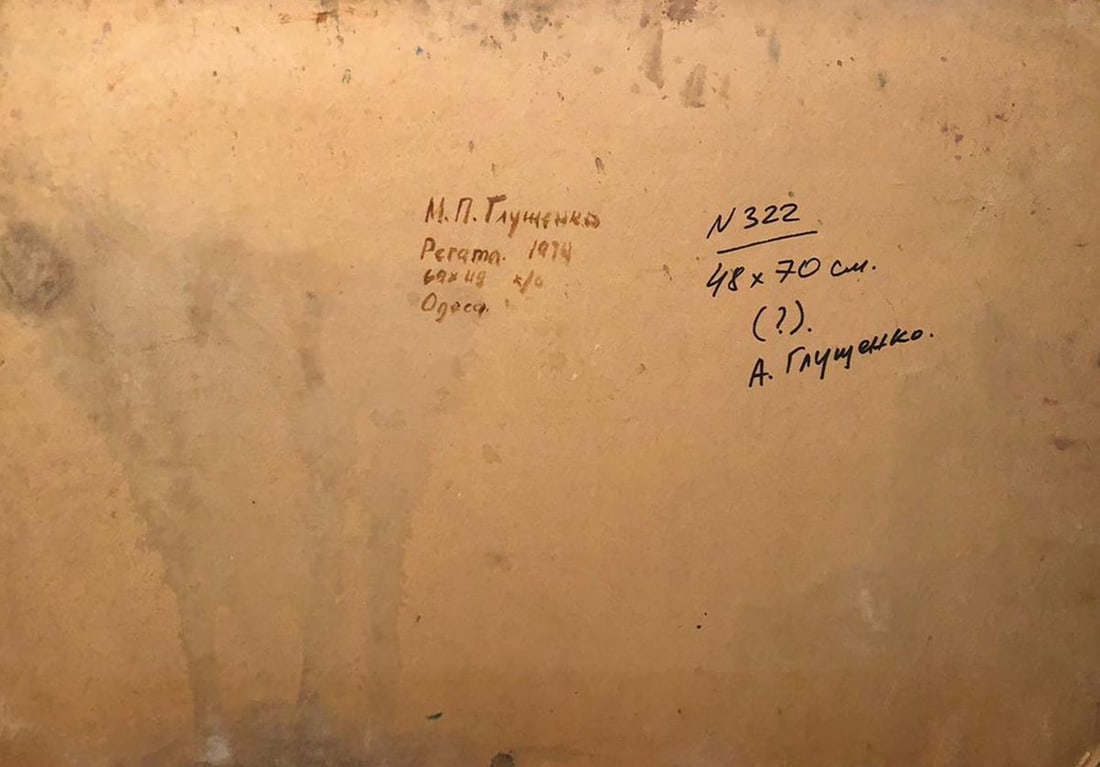 М.П.Глущенко
Регата. 1974
69х49 к/о
Одеса.
N 322
48 х 70 см.
(?).
А. Глущенко.